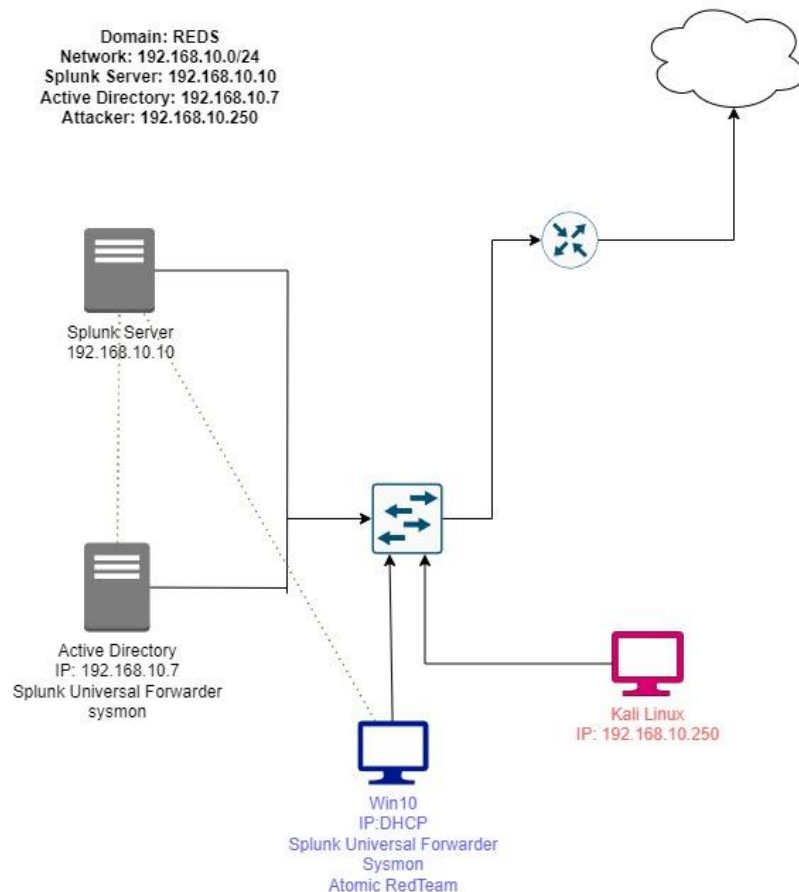 Domain: REDS
Network: 192.168.10.0/24
Splunk Server: 192.168.10.10
Active Directory: 192.168.10.7
Attacker: 192.168.10.250
Splunk Server
192.168.10.10
Active Directory
IP: 192.168.10.7
Splunk Universal Forwarder
sysmon
Kali Linux
IP: 192.168.10.250
Win10
IP:DHCP
Splunk Universal Forwarder
Sysmon
Atomic RedTeam